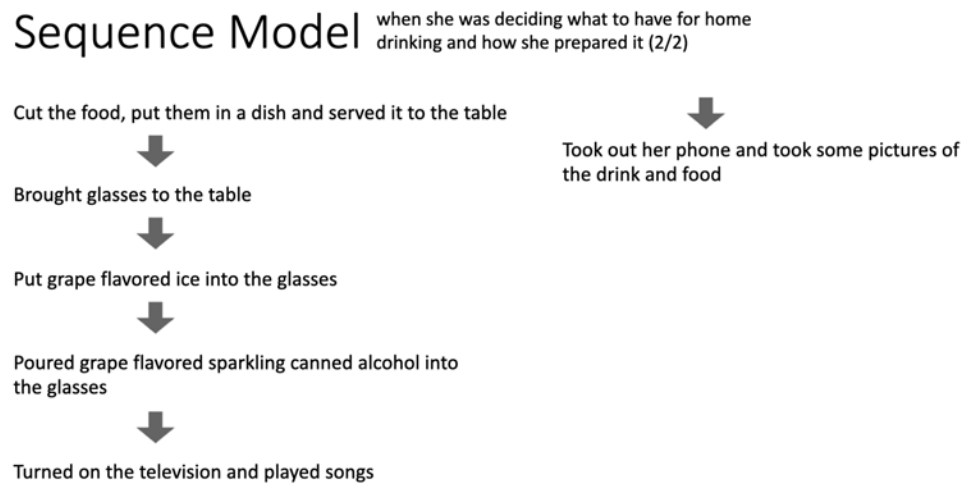 Sequence Model
when she was deciding what to have for home
drinking and how she prepared it (2/2)
Cut the food, put them in a dish and served it to the table
Brought glasses to the table
Put grape flavored ice into the glasses
Poured grape flavored sparkling canned alcohol into
the glasses
Turned on the television and played songs
Took out her phone and took some pictures of
the drink and food